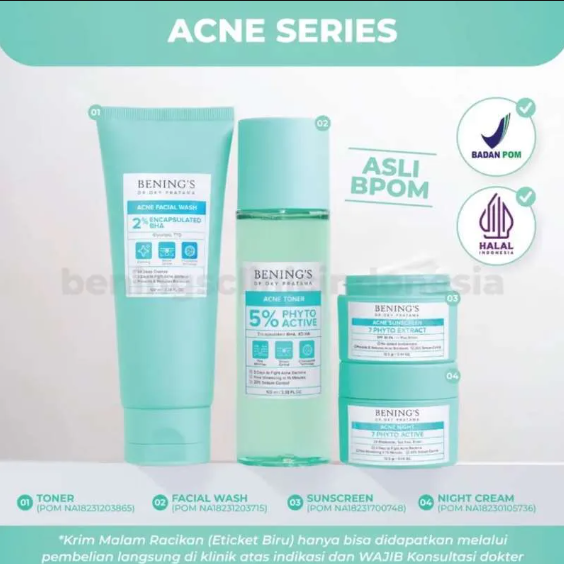 ACNE SERIES
01
02
ASLI
BPOM
BADAN POM
HALAL
INDONESIA
BENING'S
DR OKY PRATAMA
ACNE FACIAL WASH
2% ENCAPSULATED
BHA
BENING'S
DR OKY PRATAMA
ACNE TONER
5% PHYTO
ACTIVE
03
BENING'S
DR OKY PRATAMA
ACNE SUNSCREEN
7 PHYTO EXTRACT
04
BENING'S
DR OKY PRATAMA
ACNE NIGHT
7 PHYTO ACTIVE
beningsclinicindonesia
01 TONER
(POM NA18231203865)
02 FACIAL WASH
(POM NA18231203715)
03 SUNSCREEN
(POM NA18231700748)
04 NIGHT CREAM
(POM NA18230105736)
*Krim Malam Racikan (Eticket Biru) hanya bisa didapatkan melalui
pembelian langsung di klinik atas indikasi dan WAJIB Konsultasi dokter